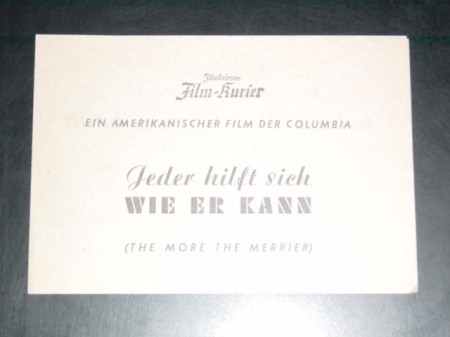 Illustrierter
Film-Kurier
EIN AMERIKANISCHER FILM DER COLUMBIA
Jeder hilft sich
WIE ER KANN
(THE MORE THE MERRIER)